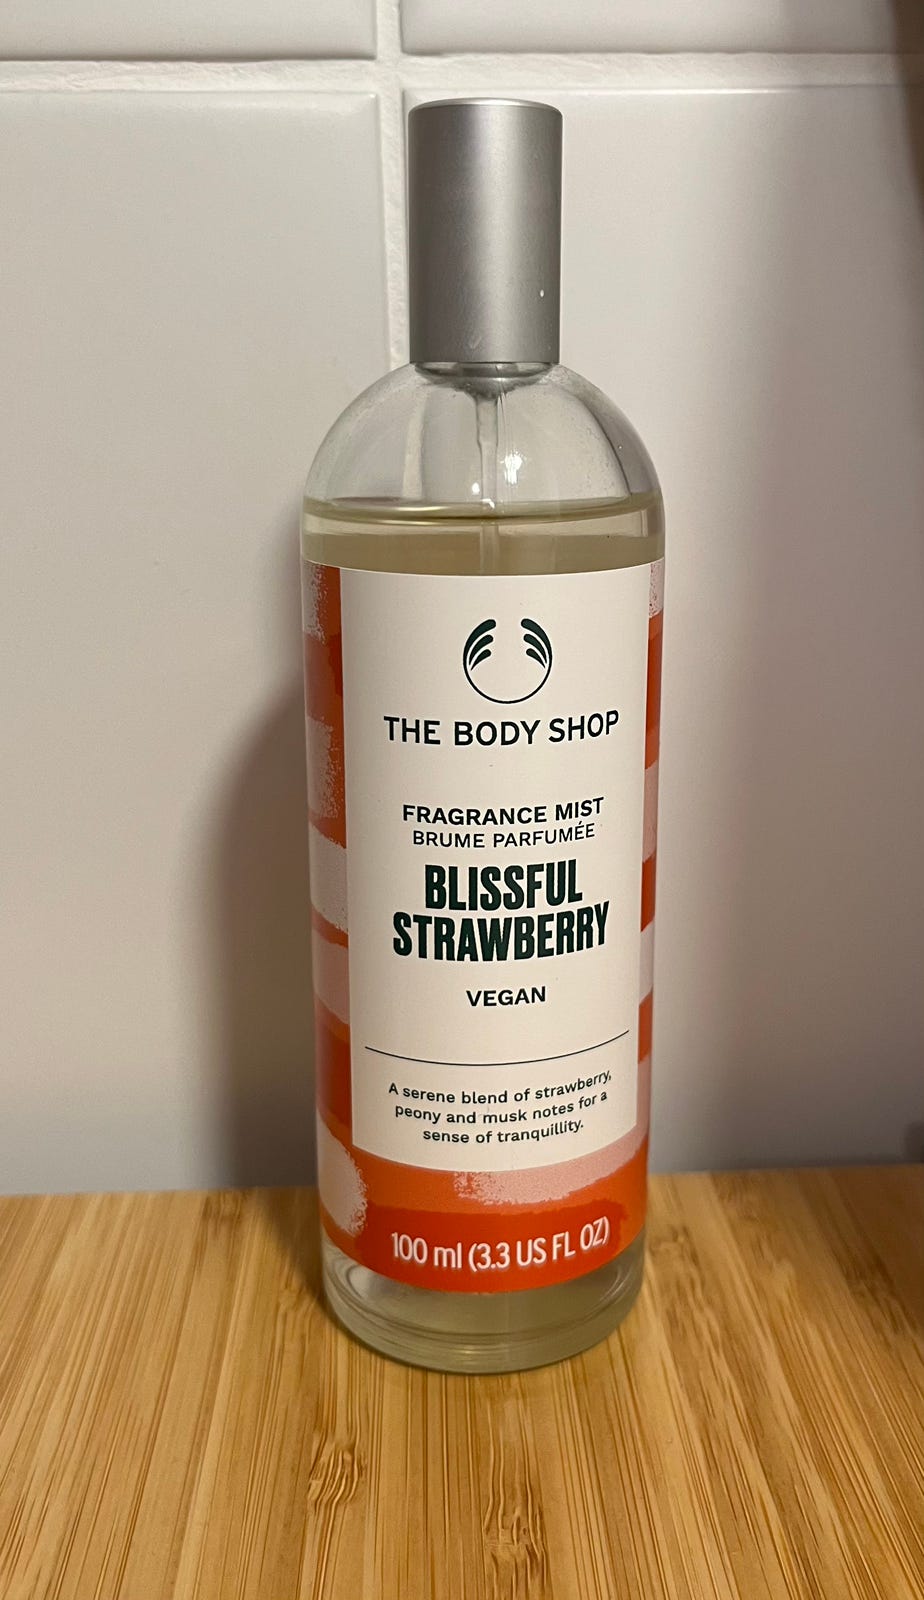 THE BODY SHOP
FRAGRANCE MIST
BRUME PARFUMÉE
BLISSFUL
STRAWBERRY
VEGAN
A serene blend of strawberry,
peony and musk notes for a
sense of tranquillity.
100 ml (3.3 US FL OZ)